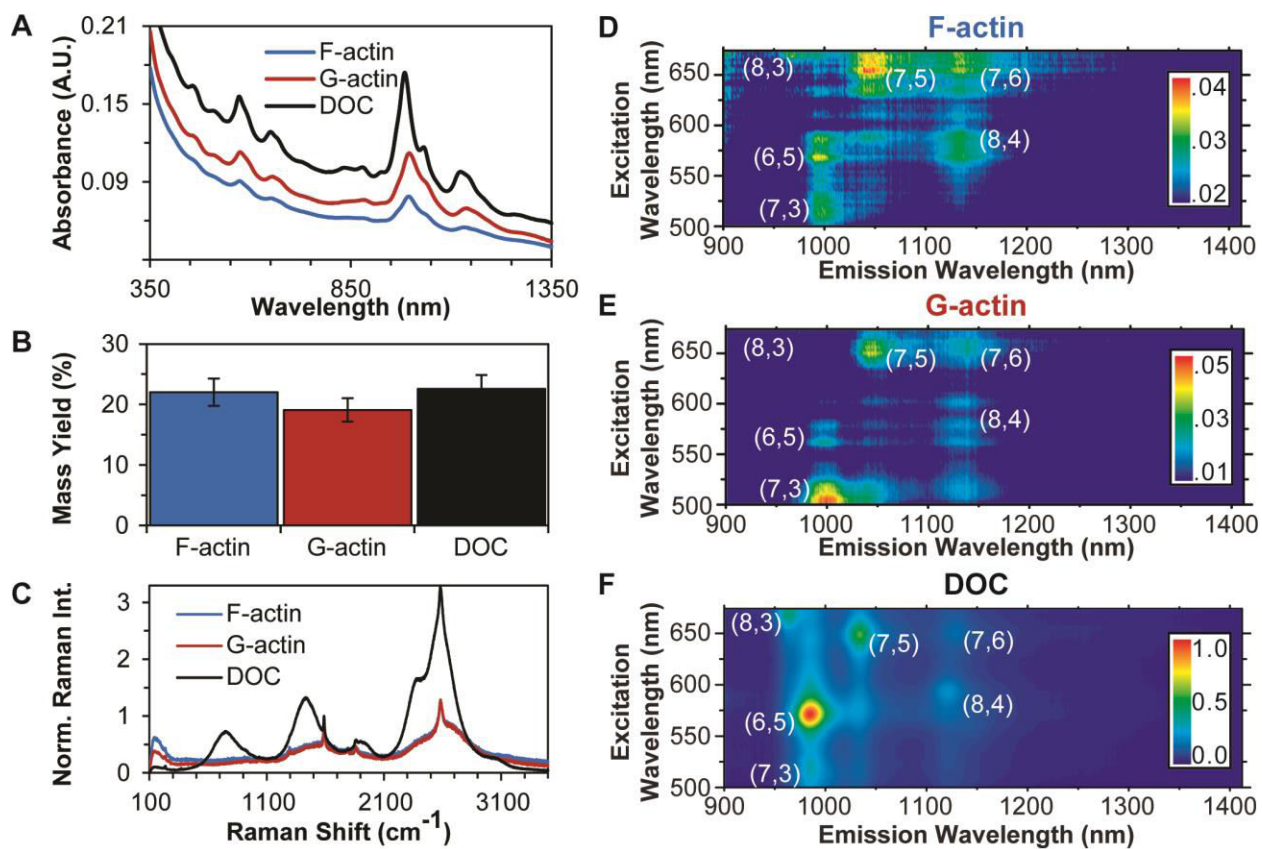 A
Absorbance (A.U.)
0.21
0.15
0.09
F-actin
G-actin
DOC
350
850
1350
Wavelength (nm)
B
Mass Yield (%)
30
20
10
0
F-actin
G-actin
DOC
C
Norm. Raman Int.
3
2
1
0
F-actin
G-actin
DOC
100
1100
2100
3100
Raman Shift (cm⁻¹)
D
F-actin
Excitation
Wavelength (nm)
650
600
550
500
(8,3)
(7,5)
(7,6)
(6,5)
(8,4)
(7,3)
.04
.03
.02
900
1000
1100
1200
1300
1400
Emission Wavelength (nm)
E
G-actin
Excitation
Wavelength (nm)
650
600
550
500
(8,3)
(7,5)
(7,6)
(6,5)
(8,4)
(7,3)
.05
.03
.01
900
1000
1100
1200
1300
1400
Emission Wavelength (nm)
F
DOC
Excitation
Wavelength (nm)
650
600
550
500
(8,3)
(7,5)
(7,6)
(6,5)
(8,4)
(7,3)
1.0
0.5
0.0
900
1000
1100
1200
1300
1400
Emission Wavelength (nm)